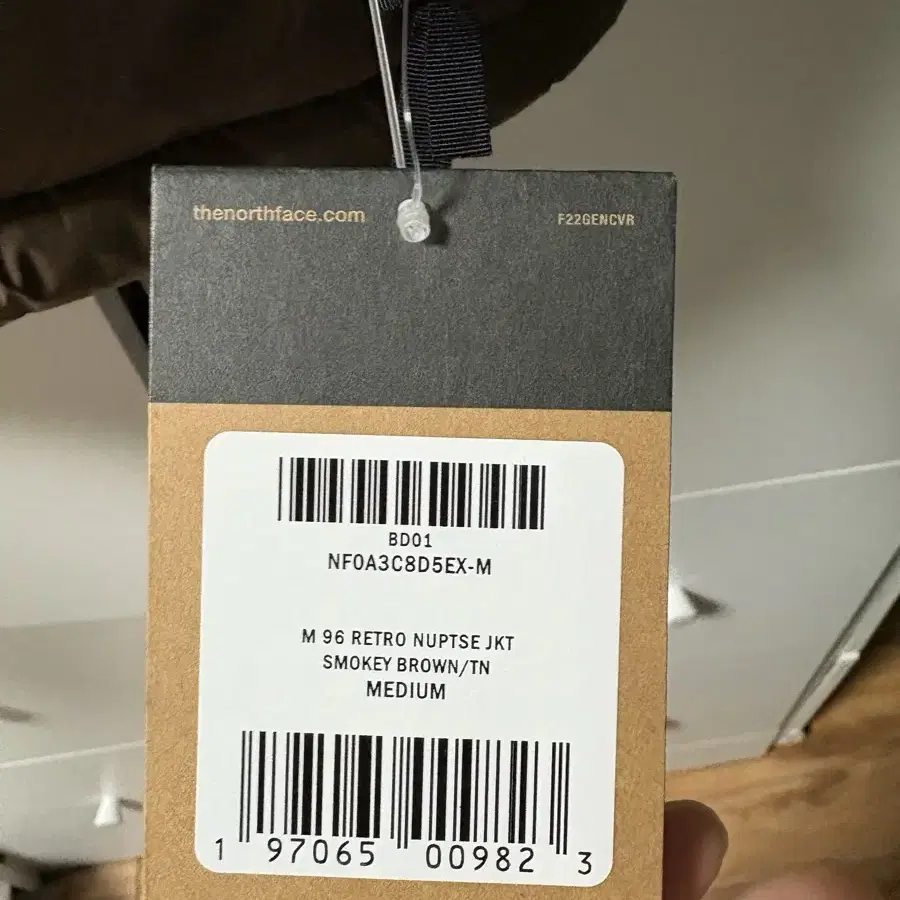 thenorthface.com F22GENCVR
BD01
NF0A3C8D5EX-M
M 96 RETRO NUPTSE JKT
SMOKEY BROWN/TN
MEDIUM
1 97065 00982 3